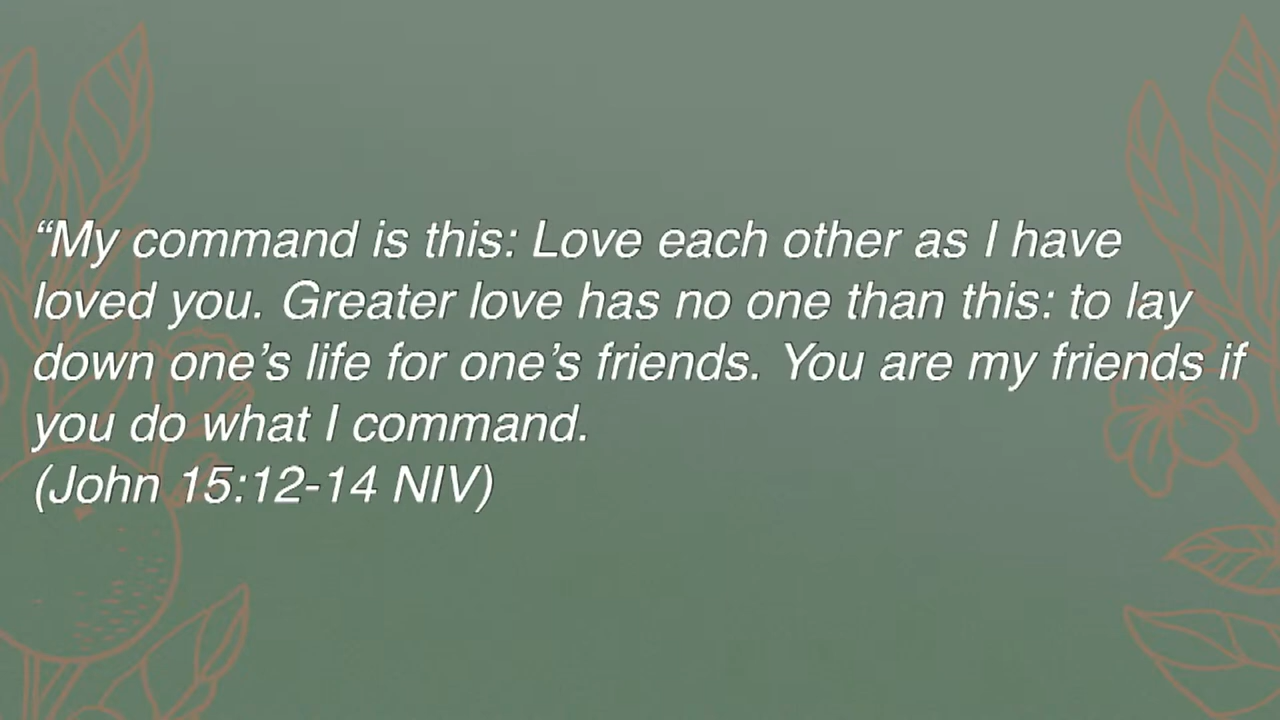 “My command is this: Love each other as I have
loved you. Greater love has no one than this: to lay
down one’s life for one’s friends. You are my friends if
you do what I command.
(John 15:12-14 NIV)